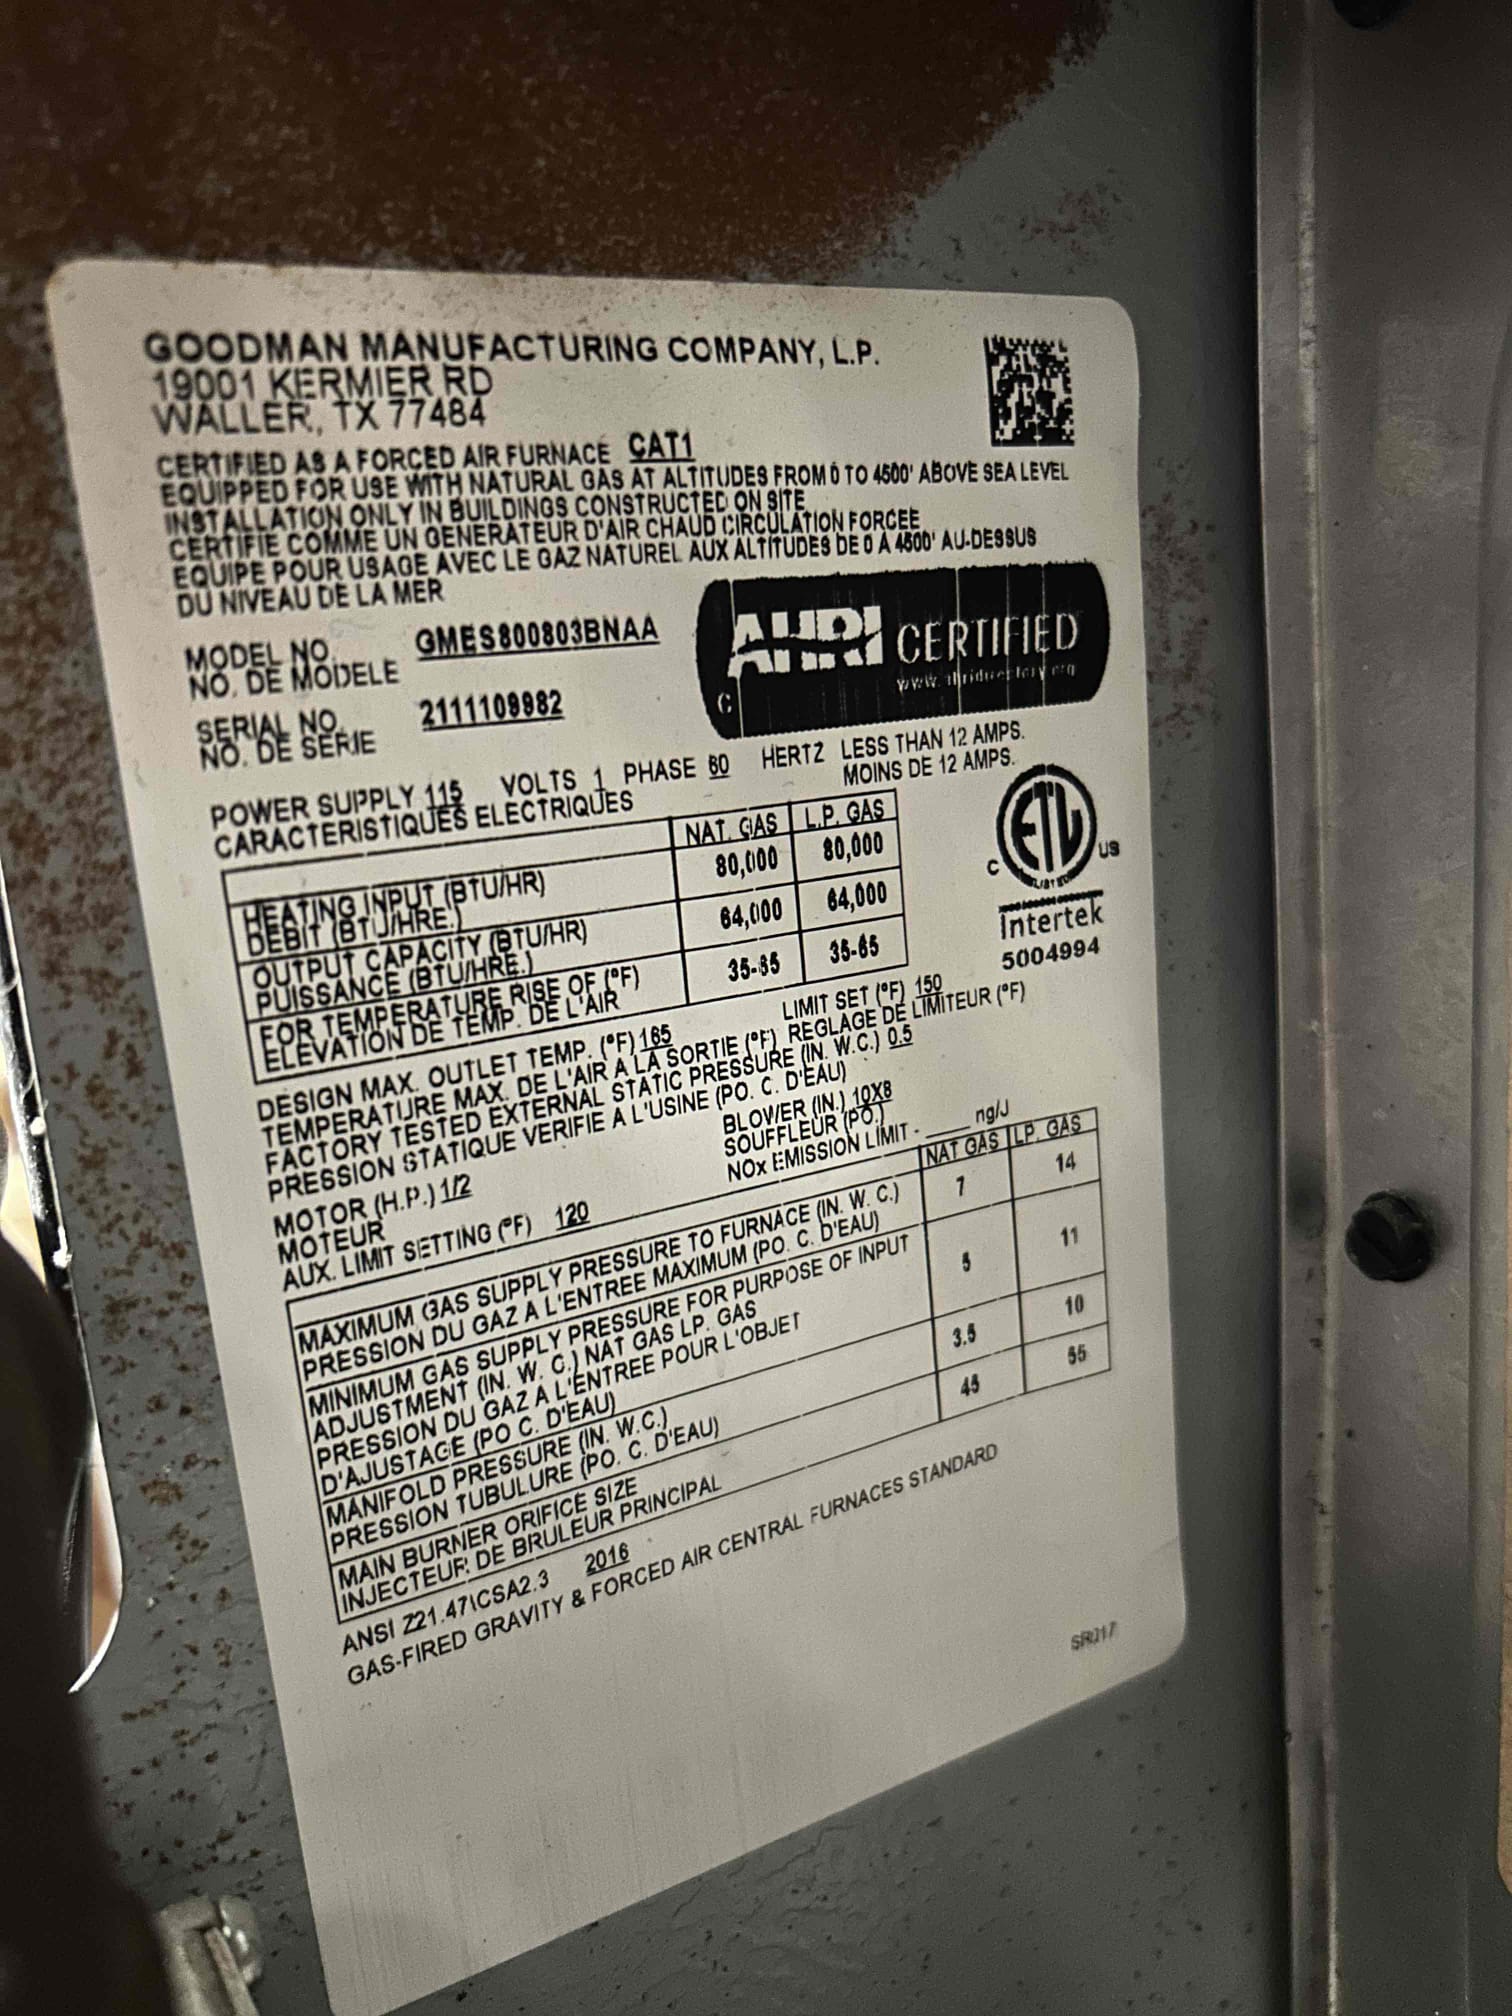 GOODMAN MANUFACTURING COMPANY, L.P.
19001 KERMIER RD
WALLER, TX 77484
CERTIFIED AS A FORCED AIR FURNACE CAT1
EQUIPPED FOR USE WITH NATURAL GAS AT ALTITUDES FROM 0 TO 4500' ABOVE SEA LEVEL
INSTALLATION ONLY IN BUILDINGS CONSTRUCTED ON SITE
CERTIFIE COMME UN GENERATEUR D'AIR CHAUD CIRCULATION FORCEE
EQUIPE POUR USAGE AVEC LE GAZ NATUREL AUX ALTITUDES DE 0 A 4500' AU-DESSUS
DU NIVEAU DE LA MER
MODEL NO. GMES800803BNAA
NO. DE MODELE
AHRI CERTIFIED
www.ahridirectory.org
C
SERIAL NO. 2111109982
NO. DE SERIE
POWER SUPPLY 115 VOLTS 1 PHASE 60 HERTZ LESS THAN 12 AMPS.
CARACTERISTIQUES ELECTRIQUES MOINS DE 12 AMPS.
NAT. GAS L.P. GAS
HEATING INPUT (BTU/HR) 80,000 80,000
DEBIT (BTU/HRE.)
OUTPUT CAPACITY (BTU/HR) 64,000 64,000
PUISSANCE (BTU/HRE.)
FOR TEMPERATURE RISE OF (°F) 35-65 35-65
ELEVATION DE TEMP. DE L'AIR
C ETL US
LISTED
Intertek
5004994
DESIGN MAX. OUTLET TEMP. (°F) 165 LIMIT SET (°F) 150
TEMPERATURE MAX. DE L'AIR A LA SORTIE (°F) REGLAGE DE LIMITEUR (°F)
FACTORY TESTED EXTERNAL STATIC PRESSURE (IN. W.C.) 0.5
PRESSION STATIQUE VERIFIE A L'USINE (PO. C. D'EAU)
MOTOR (H.P.) 1/2 BLOWER (IN.) 10X8
MOTEUR SOUFFLEUR (PO.)
AUX. LIMIT SETTING (°F) 120 NOx EMISSION LIMIT - ____ ng/J
NAT GAS LP. GAS
MAXIMUM GAS SUPPLY PRESSURE TO FURNACE (IN. W. C.) 7 14
PRESSION DU GAZ A L'ENTREE MAXIMUM (PO. C. D'EAU)
MINIMUM GAS SUPPLY PRESSURE FOR PURPOSE OF INPUT 5 11
ADJUSTMENT (IN. W. C.) NAT GAS LP. GAS
PRESSION DU GAZ A L'ENTREE POUR L'OBJET
D'AJUSTAGE (PO C. D'EAU)
MANIFOLD PRESSURE (IN. W.C.) 3.5 10
PRESSION TUBULURE (PO. C. D'EAU)
MAIN BURNER ORIFICE SIZE 45 55
INJECTEUR DE BRULEUR PRINCIPAL
ANSI Z21.47\CSA2.3 2016
GAS-FIRED GRAVITY & FORCED AIR CENTRAL FURNACES STANDARD
SR017